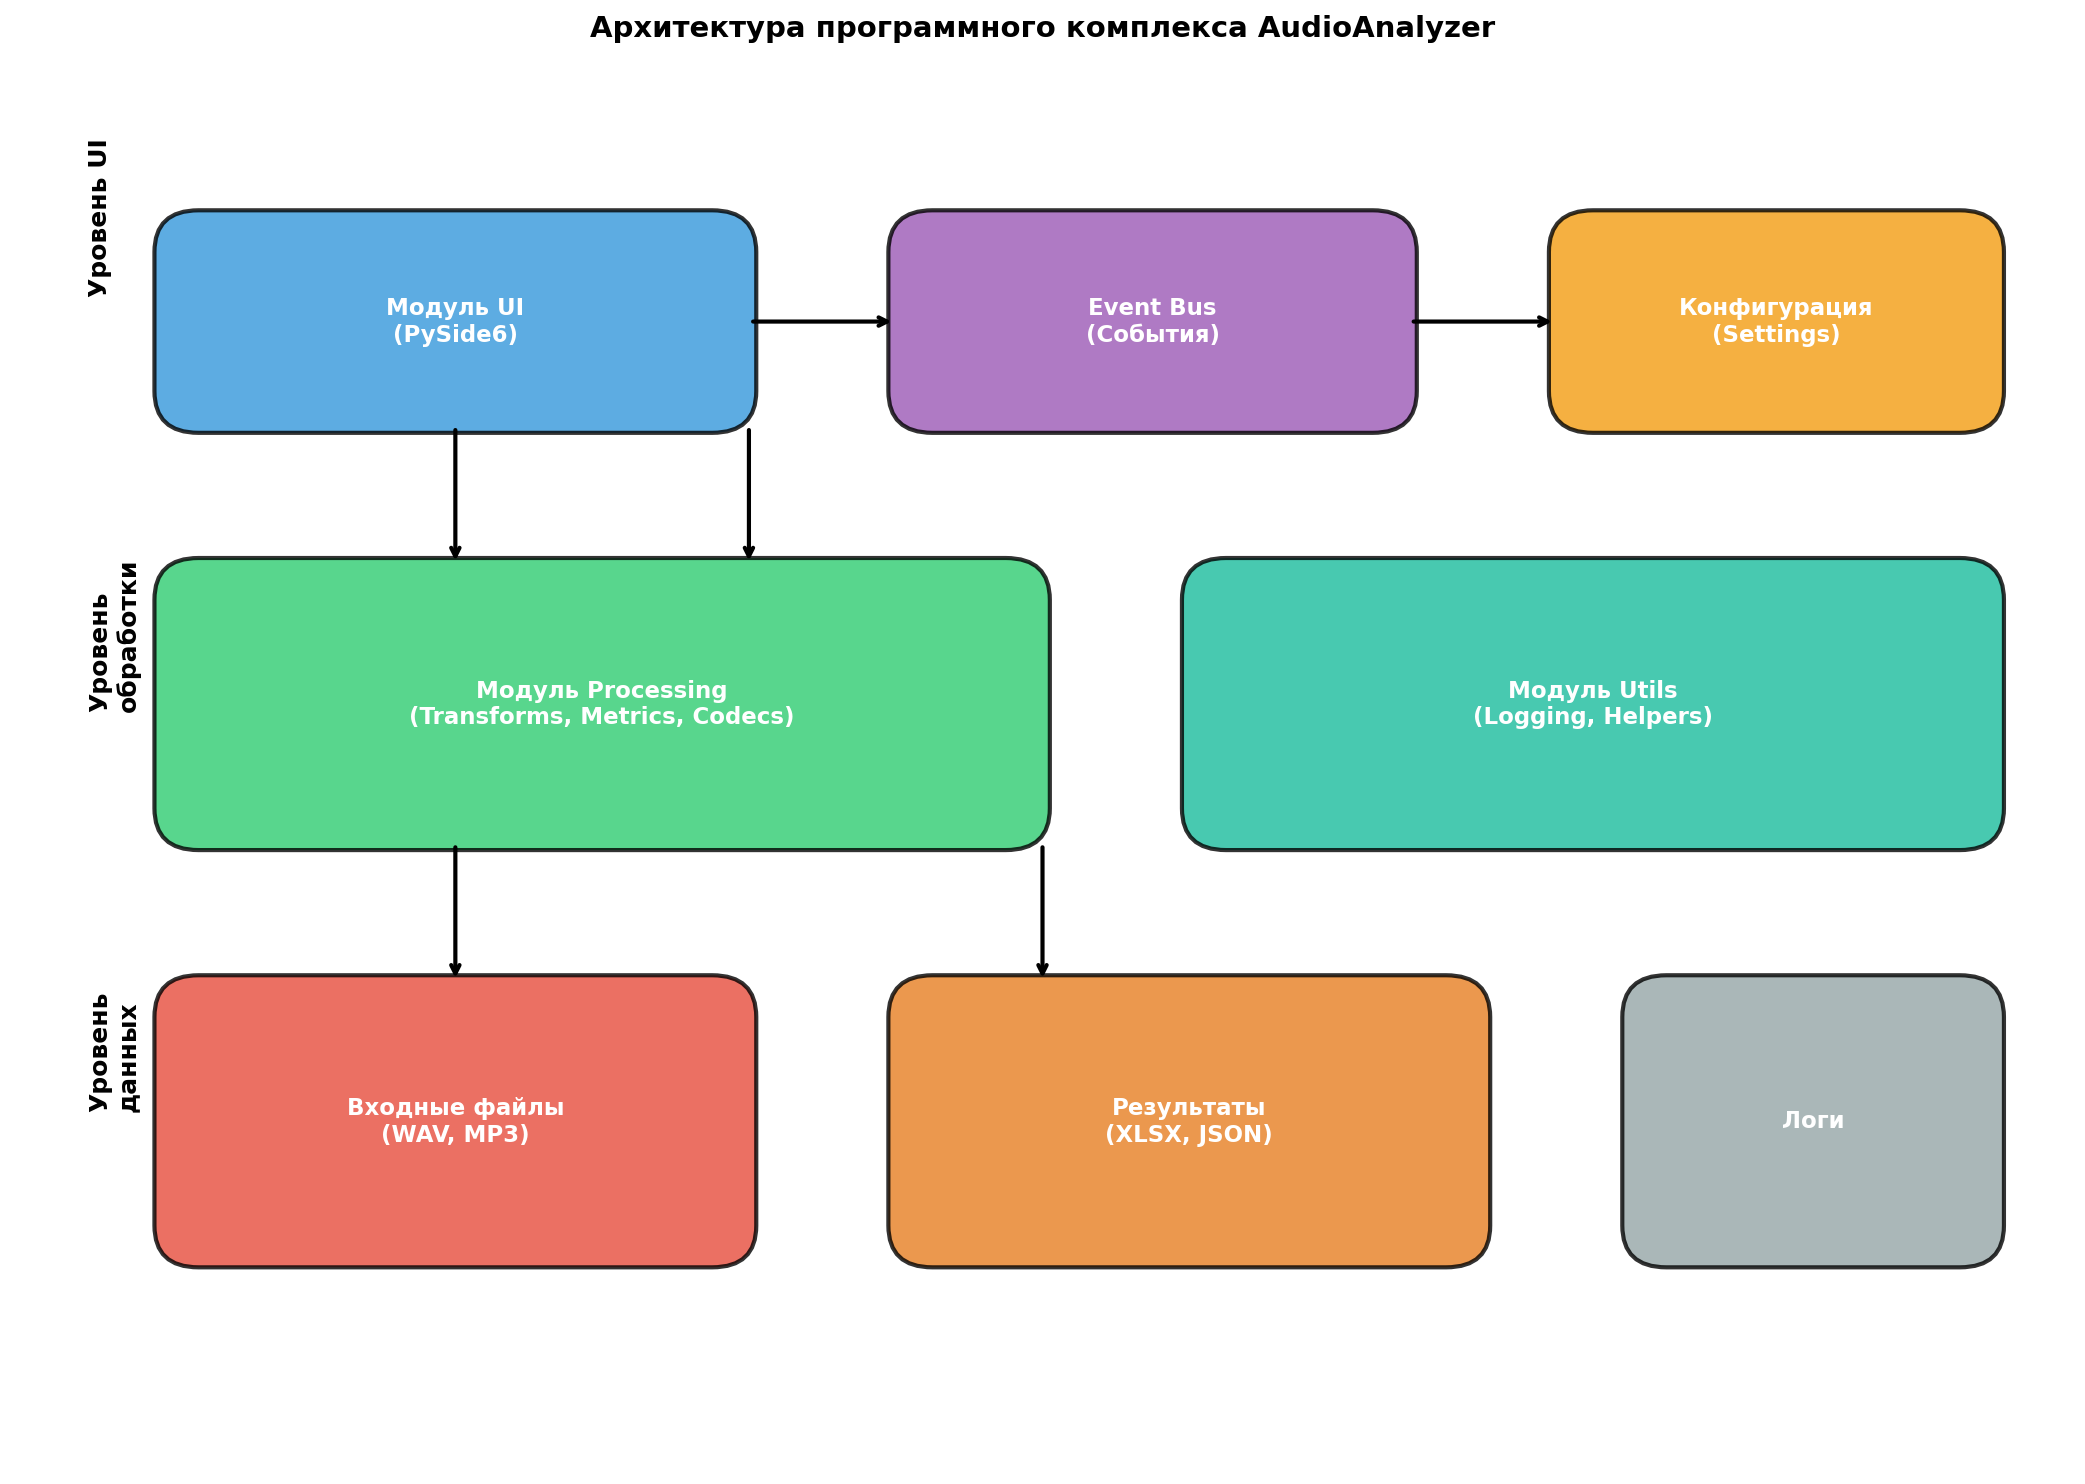 Архитектура программного комплекса AudioAnalyzer
Уровень UI
Модуль UI
(PySide6)
Event Bus
(События)
Конфигурация
(Settings)
Уровень
обработки
Модуль Processing
(Transforms, Metrics, Codecs)
Модуль Utils
(Logging, Helpers)
Уровень
данных
Входные файлы
(WAV, MP3)
Результаты
(XLSX, JSON)
Логи